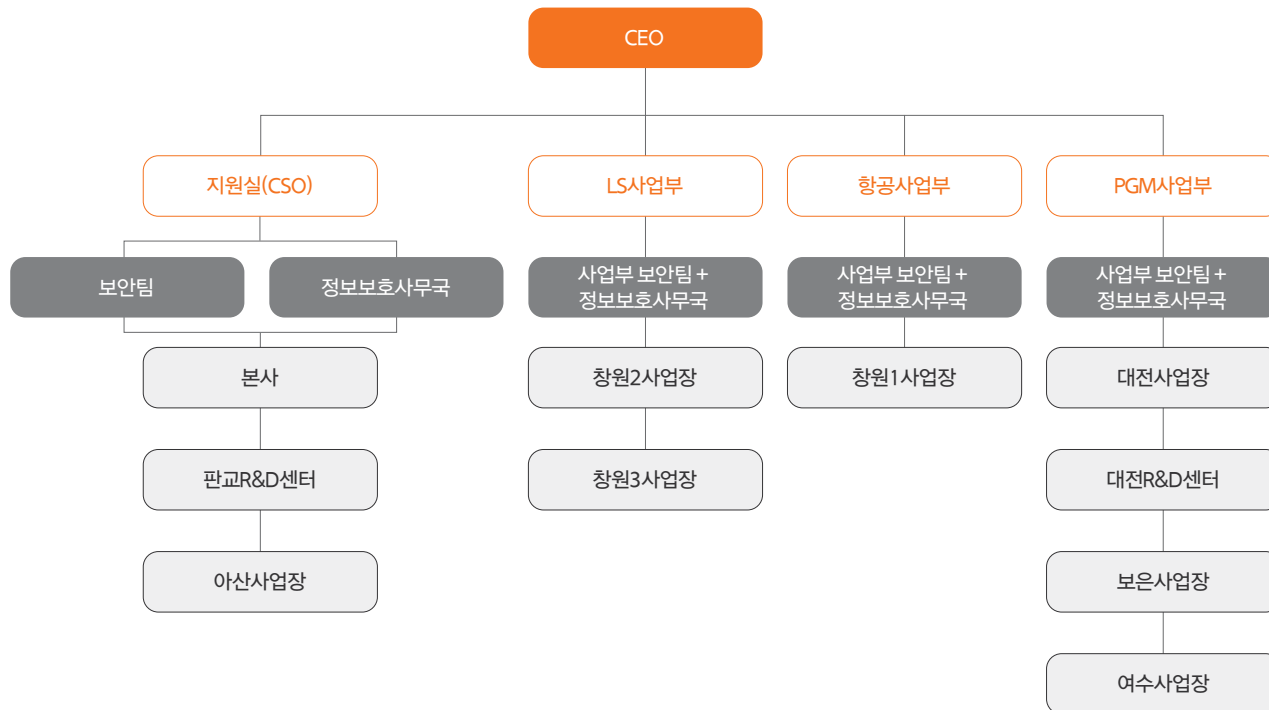 CEO
지원실(CSO)
LS사업부
항공사업부
PGM사업부
보안팀
정보보호사무국
사업부 보안팀 +
정보보호사무국
사업부 보안팀 +
정보보호사무국
사업부 보안팀 +
정보보호사무국
본사
창원2사업장
창원1사업장
대전사업장
판교R&D센터
창원3사업장
대전R&D센터
아산사업장
보은사업장
여수사업장